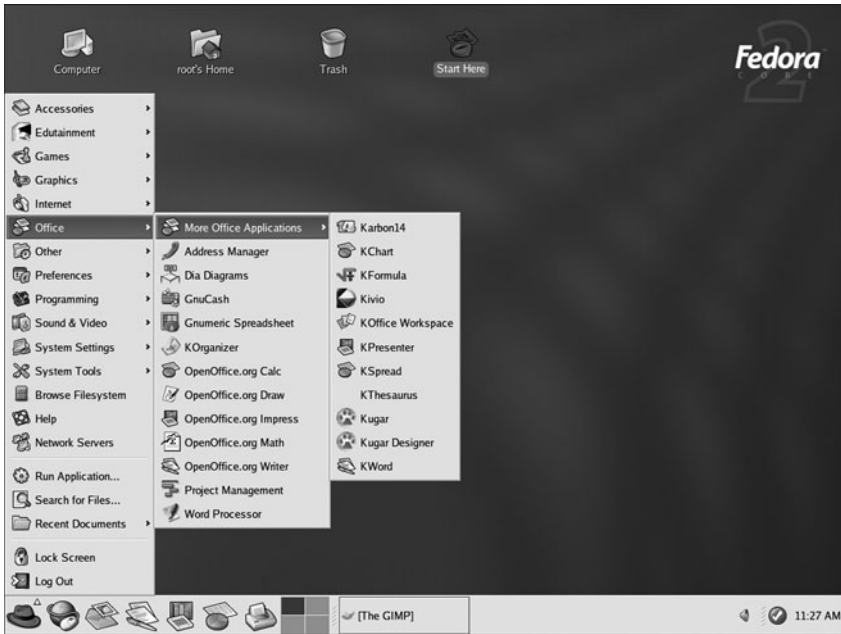 Computer
root's Home
Trash
Start Here
Fedora
CORE
2
Accessories
Edutainment
Games
Graphics
Internet
Office
Other
Preferences
Programming
Sound & Video
System Settings
System Tools
Browse Filesystem
Help
Network Servers
Run Application...
Search for Files...
Recent Documents
Lock Screen
Log Out
More Office Applications
Address Manager
Dia Diagrams
GnuCash
Gnumeric Spreadsheet
KOrganizer
OpenOffice.org Calc
OpenOffice.org Draw
OpenOffice.org Impress
OpenOffice.org Math
OpenOffice.org Writer
Project Management
Word Processor
Karbon14
KChart
KFormula
Kivio
KOffice Workspace
KPresenter
KSpread
KThesaurus
Kugar
Kugar Designer
KWord
[The GIMP]
11:27 AM